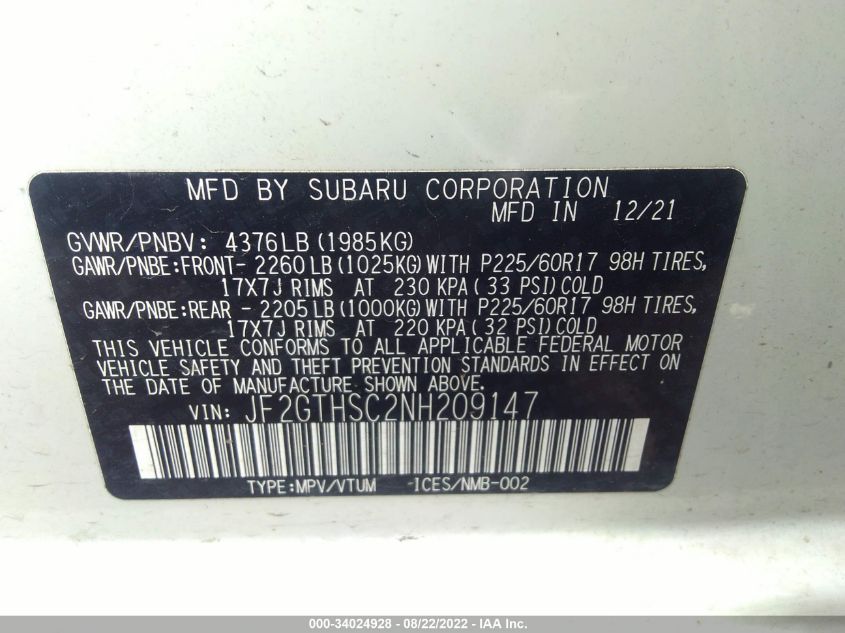 MFD BY SUBARU CORPORATION
MFD IN 12/21
GVWR/PNBV: 4376LB(1985KG)
GAWR/PNBE:FRONT- 2260LB(1025KG)WITH P225/60R17 98H TIRES,
17X7J RIMS AT 230 KPA( 33 PSI)COLD
GAWR/PNBE:REAR - 2205LB(1000KG)WITH P225/60R17 98H TIRES,
17X7J RIMS AT 220 KPA( 32 PSI)COLD
THIS VEHICLE CONFORMS TO ALL APPLICABLE FEDERAL MOTOR
VEHICLE SAFETY AND THEFT PREVENTION STANDARDS IN EFFECT ON
THE DATE OF MANUFACTURE SHOWN ABOVE.
VIN: JF2GTHSC2NH209147
TYPE:MPV/VTUM -ICES/NMB-002
000-34024928 - 08/22/2022 - IAA Inc.